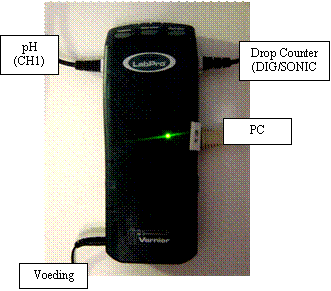 pH
(CH1)
LabPro
Drop Counter
(DIG/SONIC
PC
Vernier
Voeding